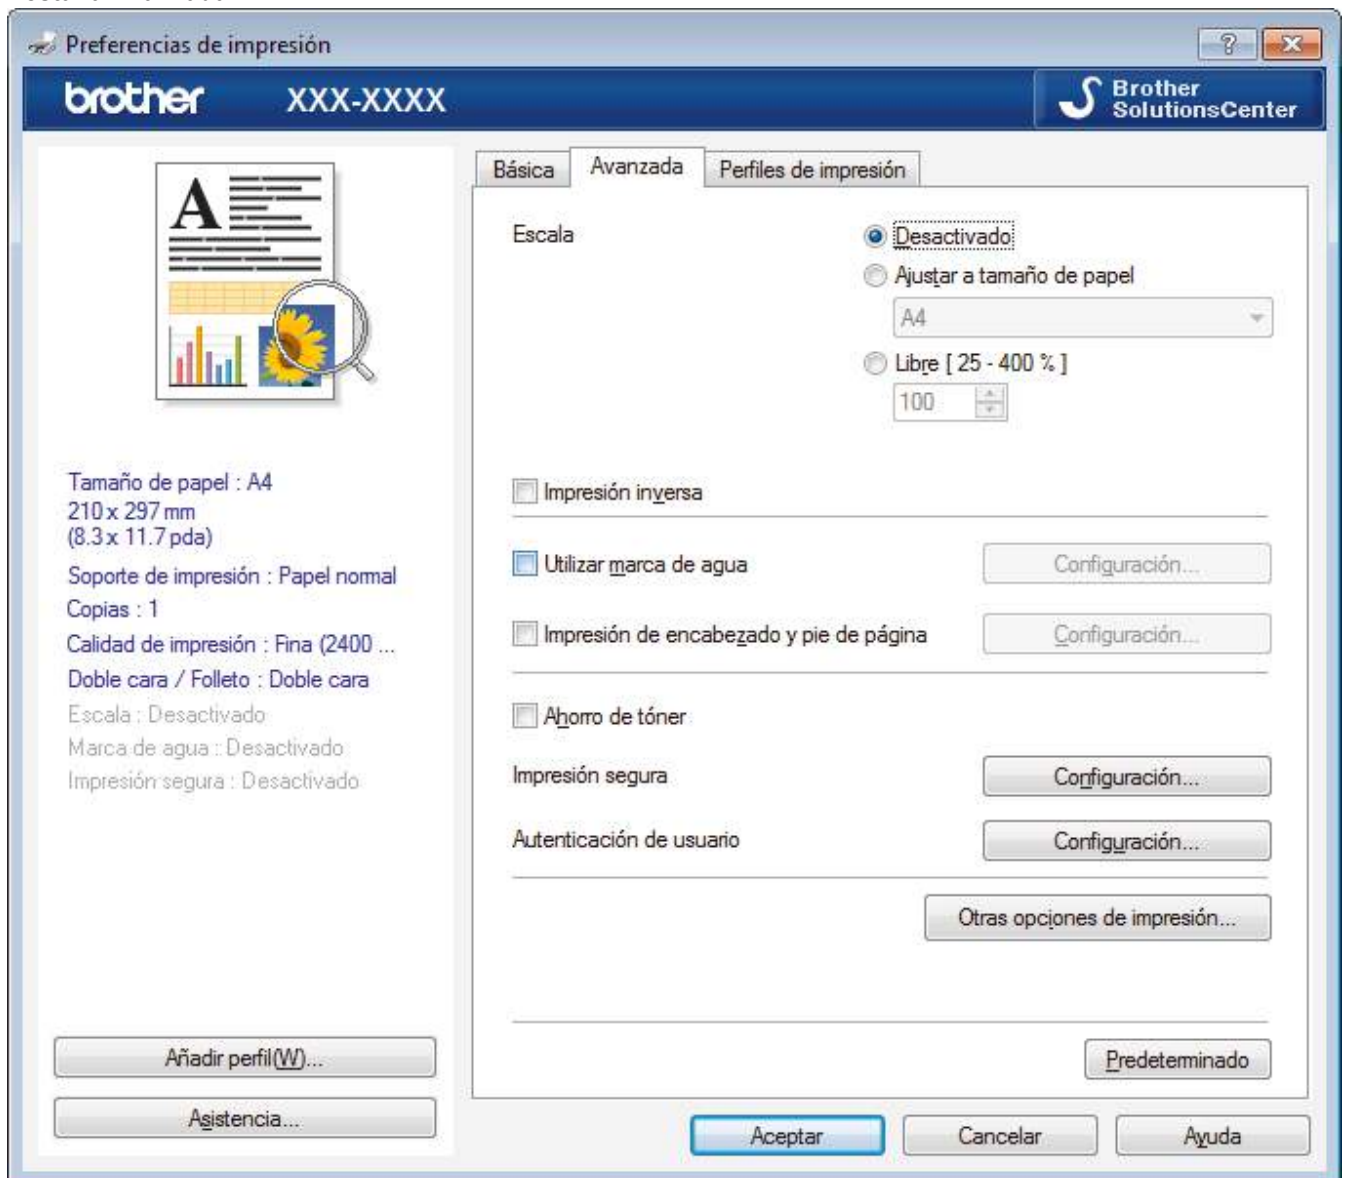 Preferencias de impresión
brother XXX-XXXX
Brother
SolutionsCenter
A
Tamaño de papel : A4
210 x 297 mm
(8.3 x 11.7 pda)
Soporte de impresión : Papel normal
Copias : 1
Calidad de impresión : Fina (2400 ...
Doble cara / Folleto : Doble cara
Escala : Desactivado
Marca de agua : Desactivado
Impresión segura : Desactivado
Añadir perfil(W)...
Asistencia...
Básica Avanzada Perfiles de impresión
Escala Desactivado
Ajustar a tamaño de papel
A4
Libre [ 25 - 400 % ]
100
Impresión inversa
Utilizar marca de agua Configuración...
Impresión de encabezado y pie de página Configuración...
Ahorro de tóner
Impresión segura Configuración...
Autenticación de usuario Configuración...
Otras opciones de impresión...
Predeterminado
Aceptar Cancelar Ayuda